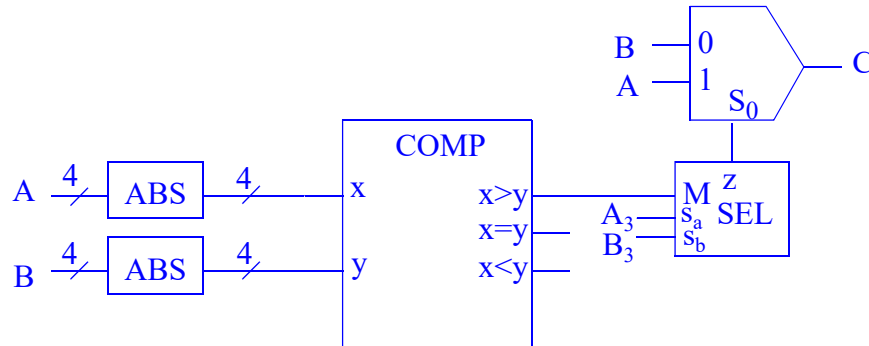 B 0
A 1
C
S0
COMP
A 4 ABS 4 x
x>y
M z
A3 sa SEL
x=y
B3 sb
B 4 ABS 4 y
x<y